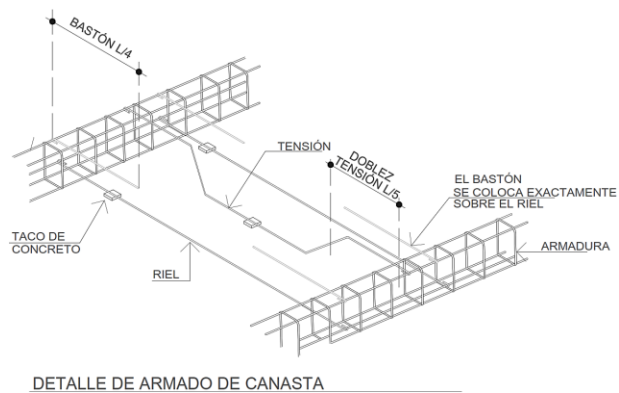 BASTÓN L/4
TENSIÓN
DOBLEZ
TENSIÓN L/5
EL BASTÓN
SE COLOCA EXACTAMENTE
SOBRE EL RIEL
TACO DE
CONCRETO
RIEL
ARMADURA
DETALLE DE ARMADO DE CANASTA